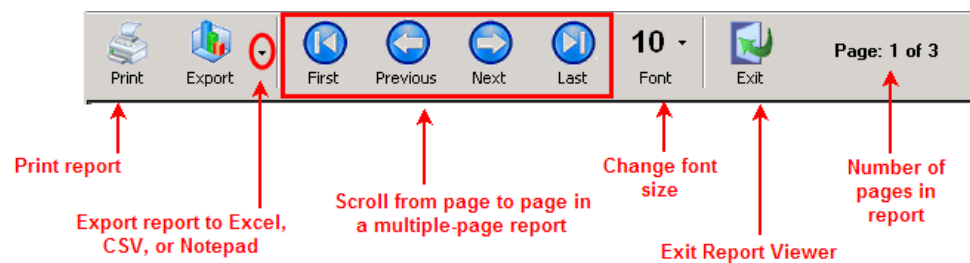 10
Page: 1 of 3
Print
Export
First
Previous
Next
Last
Font
Exit
Print report
Export report to Excel,
CSV, or Notepad
Scroll from page to page in
a multiple-page report
Change font
size
Exit Report Viewer
Number of
pages in
report